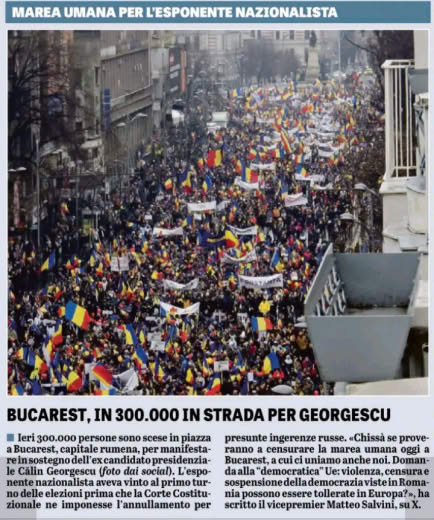 MAREA UMANA PER L'ESPONENTE NAZIONALISTA
BUCAREST, IN 300.000 IN STRADA PER GEORGESCU
■ Ieri 300.000 persone sono scese in piazza
a Bucarest, capitale rumena, per manifesta-
re in sostegno dell'ex candidato presidenzia-
le Călin Georgescu (foto dai social). L'espo-
nente nazionalista aveva vinto al primo tur-
no delle elezioni prima che la Corte Costitu-
zionale ne imponesse l'annullamento per
presunte ingerenze russe. «Chissà se prove-
ranno a censurare la marea umana oggi a
Bucarest, a cui ci uniamo anche noi. Doman-
da alla "democratica" Ue: violenza, censura e
sospensione della democrazia viste in Roma-
nia possono essere tollerate in Europa?», ha
scritto il vicepremier Matteo Salvini, su X.